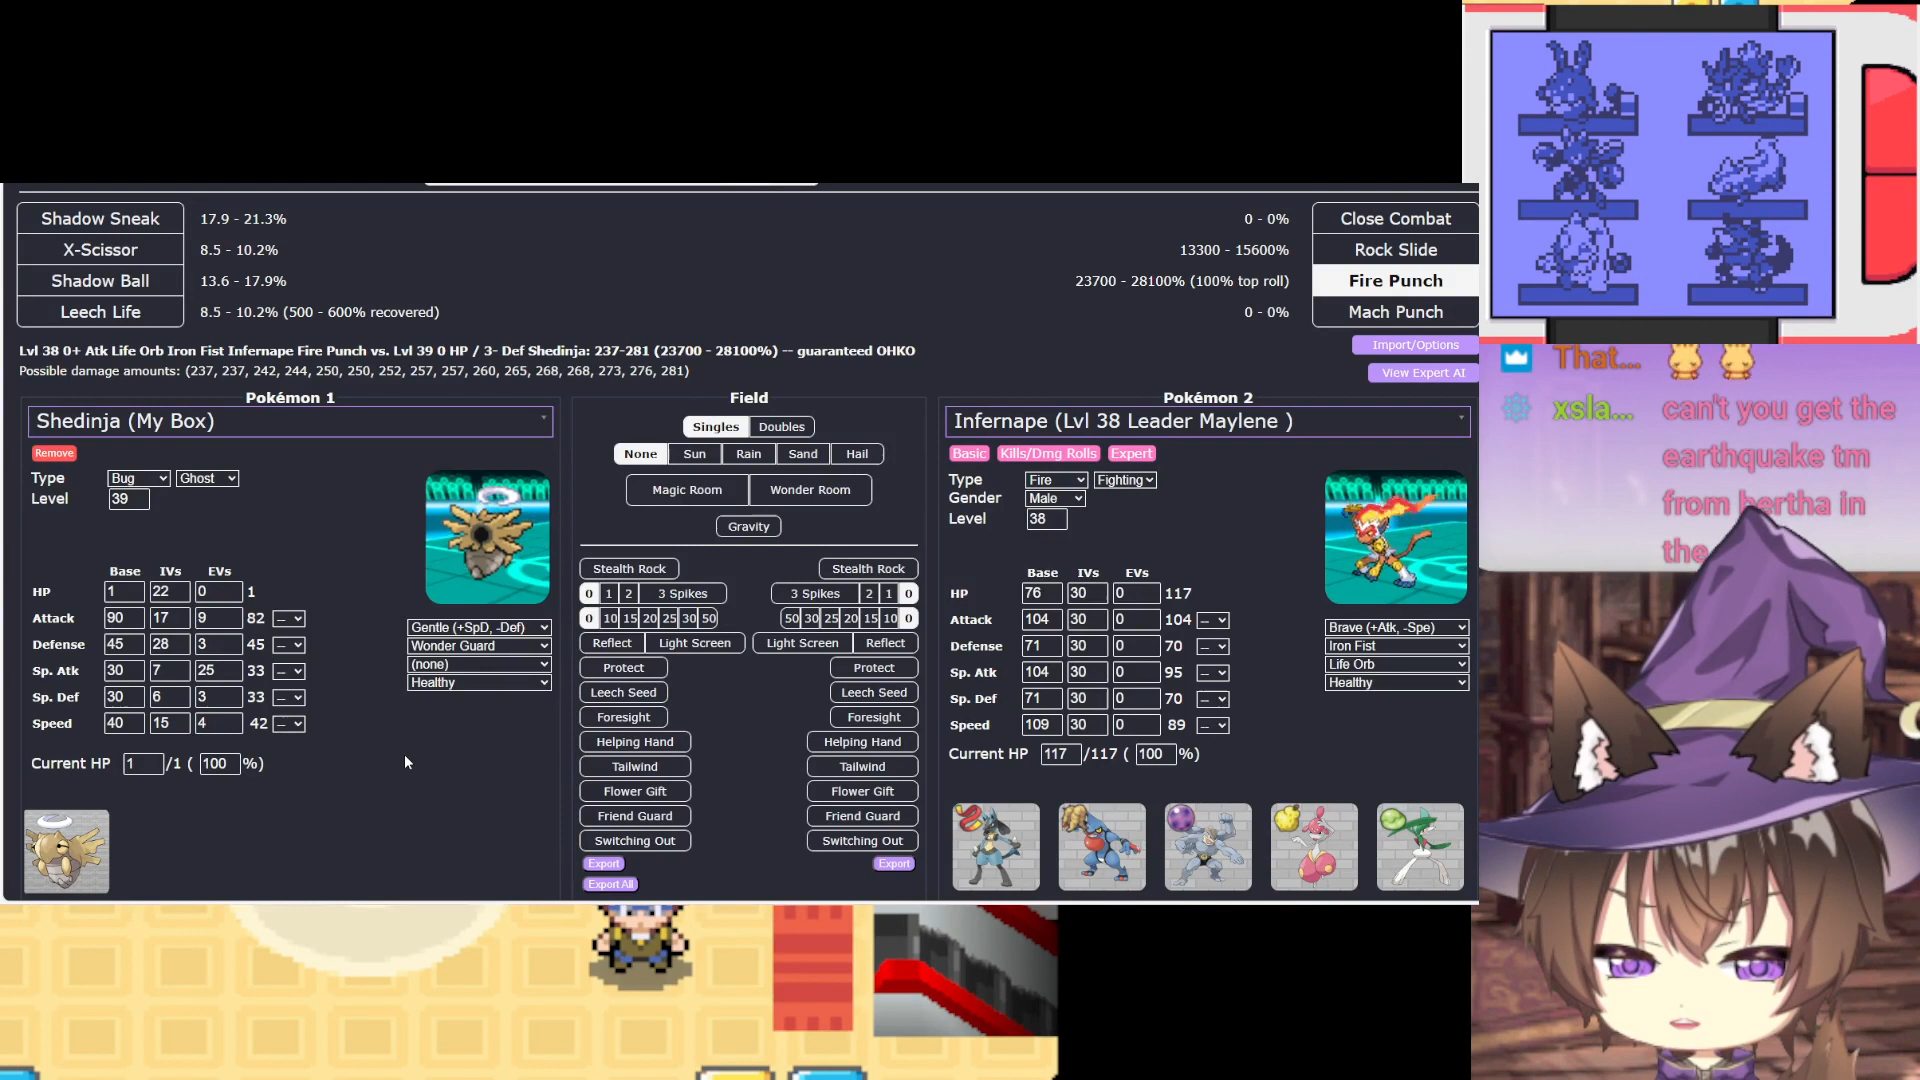 Shadow Sneak 17.9 - 21.3% 0 - 0% Close Combat
X-Scissor 8.5 - 10.2% 13300 - 15600% Rock Slide
Shadow Ball 13.6 - 17.9% 23700 - 28100% (100% top roll) Fire Punch
Leech Life 8.5 - 10.2% (500 - 600% recovered) 0 - 0% Mach Punch
Import/Options
Lvl 38 0+ Atk Life Orb Iron Fist Infernape Fire Punch vs. Lvl 39 0 HP / 3- Def Shedinja: 237-281 (23700 - 28100%) -- guaranteed OHKO
Possible damage amounts: (237, 237, 242, 244, 250, 250, 252, 257, 257, 260, 265, 268, 268, 273, 276, 281)
View Expert AI
Pokémon 1
Shedinja (My Box)
Remove
Type Bug Ghost
Level 39
Base IVs EVs
HP 1 22 0 1
Attack 90 17 9 82 --
Defense 45 28 3 45 --
Sp. Atk 30 7 25 33 --
Sp. Def 30 6 3 33 --
Speed 40 15 4 42 --
Gentle (+SpD, -Def)
Wonder Guard
(none)
Healthy
Current HP 1 /1 ( 100 %)
Field
Singles Doubles
None Sun Rain Sand Hail
Magic Room Wonder Room
Gravity
Stealth Rock Stealth Rock
0 1 2 3 Spikes 3 Spikes 2 1 0
0 10 15 20 25 30 50 50 30 25 20 15 10 0
Reflect Light Screen Light Screen Reflect
Protect Protect
Leech Seed Leech Seed
Foresight Foresight
Helping Hand Helping Hand
Tailwind Tailwind
Flower Gift Flower Gift
Friend Guard Friend Guard
Switching Out Switching Out
Export Export
Export All
Pokémon 2
Infernape (Lvl 38 Leader Maylene )
Basic Kills/Dmg Rolls Expert
Type Fire Fighting
Gender Male
Level 38
Base IVs EVs
HP 76 30 0 117
Attack 104 30 0 104 --
Defense 71 30 0 70 --
Sp. Atk 104 30 0 95 --
Sp. Def 71 30 0 70 --
Speed 109 30 0 89 --
Brave (+Atk, -Spe)
Iron Fist
Life Orb
Healthy
Current HP 117 /117 ( 100 %)
That...
xsla... can't you get the
earthquake tm
from bertha in
the